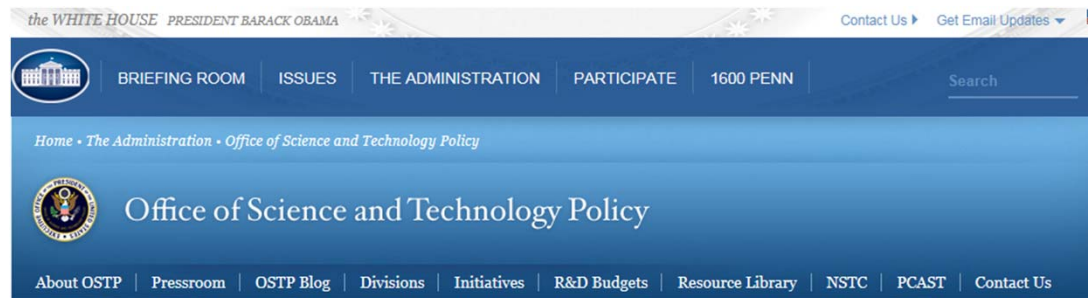 the WHITE HOUSE PRESIDENT BARACK OBAMA Contact Us Get Email Updates
BRIEFING ROOM ISSUES THE ADMINISTRATION PARTICIPATE 1600 PENN Search
Home • The Administration • Office of Science and Technology Policy
Office of Science and Technology Policy
About OSTP | Pressroom | OSTP Blog | Divisions | Initiatives | R&D Budgets | Resource Library | NSTC | PCAST | Contact Us